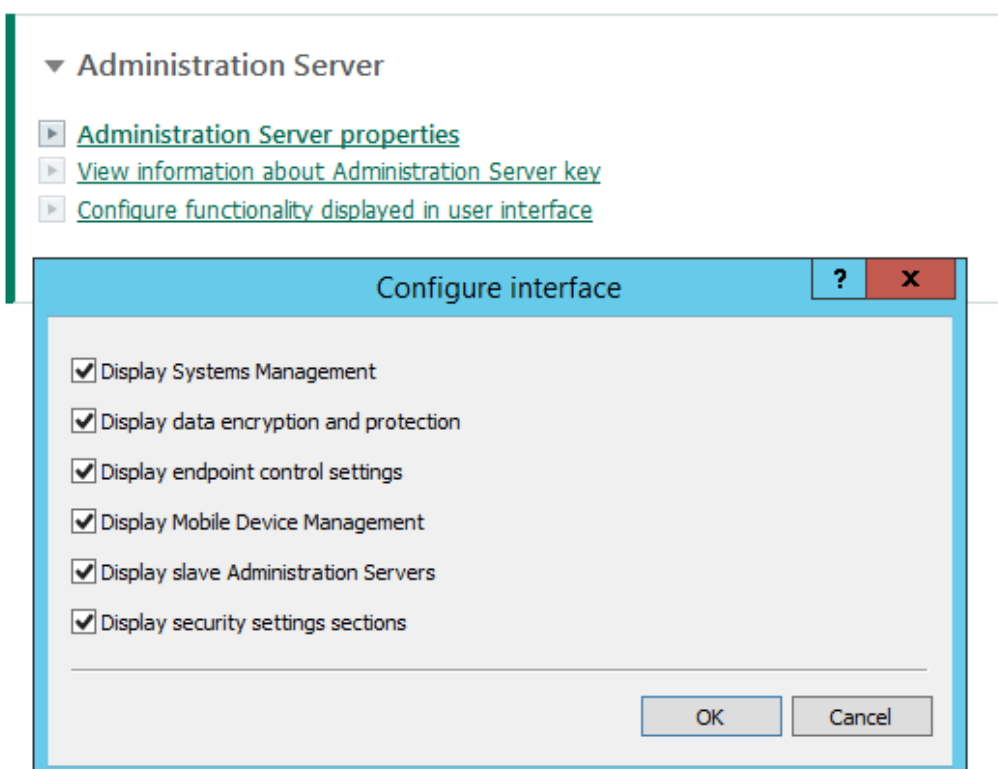 Administration Server
Administration Server properties
View information about Administration Server key
Configure functionality displayed in user interface
Configure interface
?
x
Display Systems Management
Display data encryption and protection
Display endpoint control settings
Display Mobile Device Management
Display slave Administration Servers
Display security settings sections
OK
Cancel